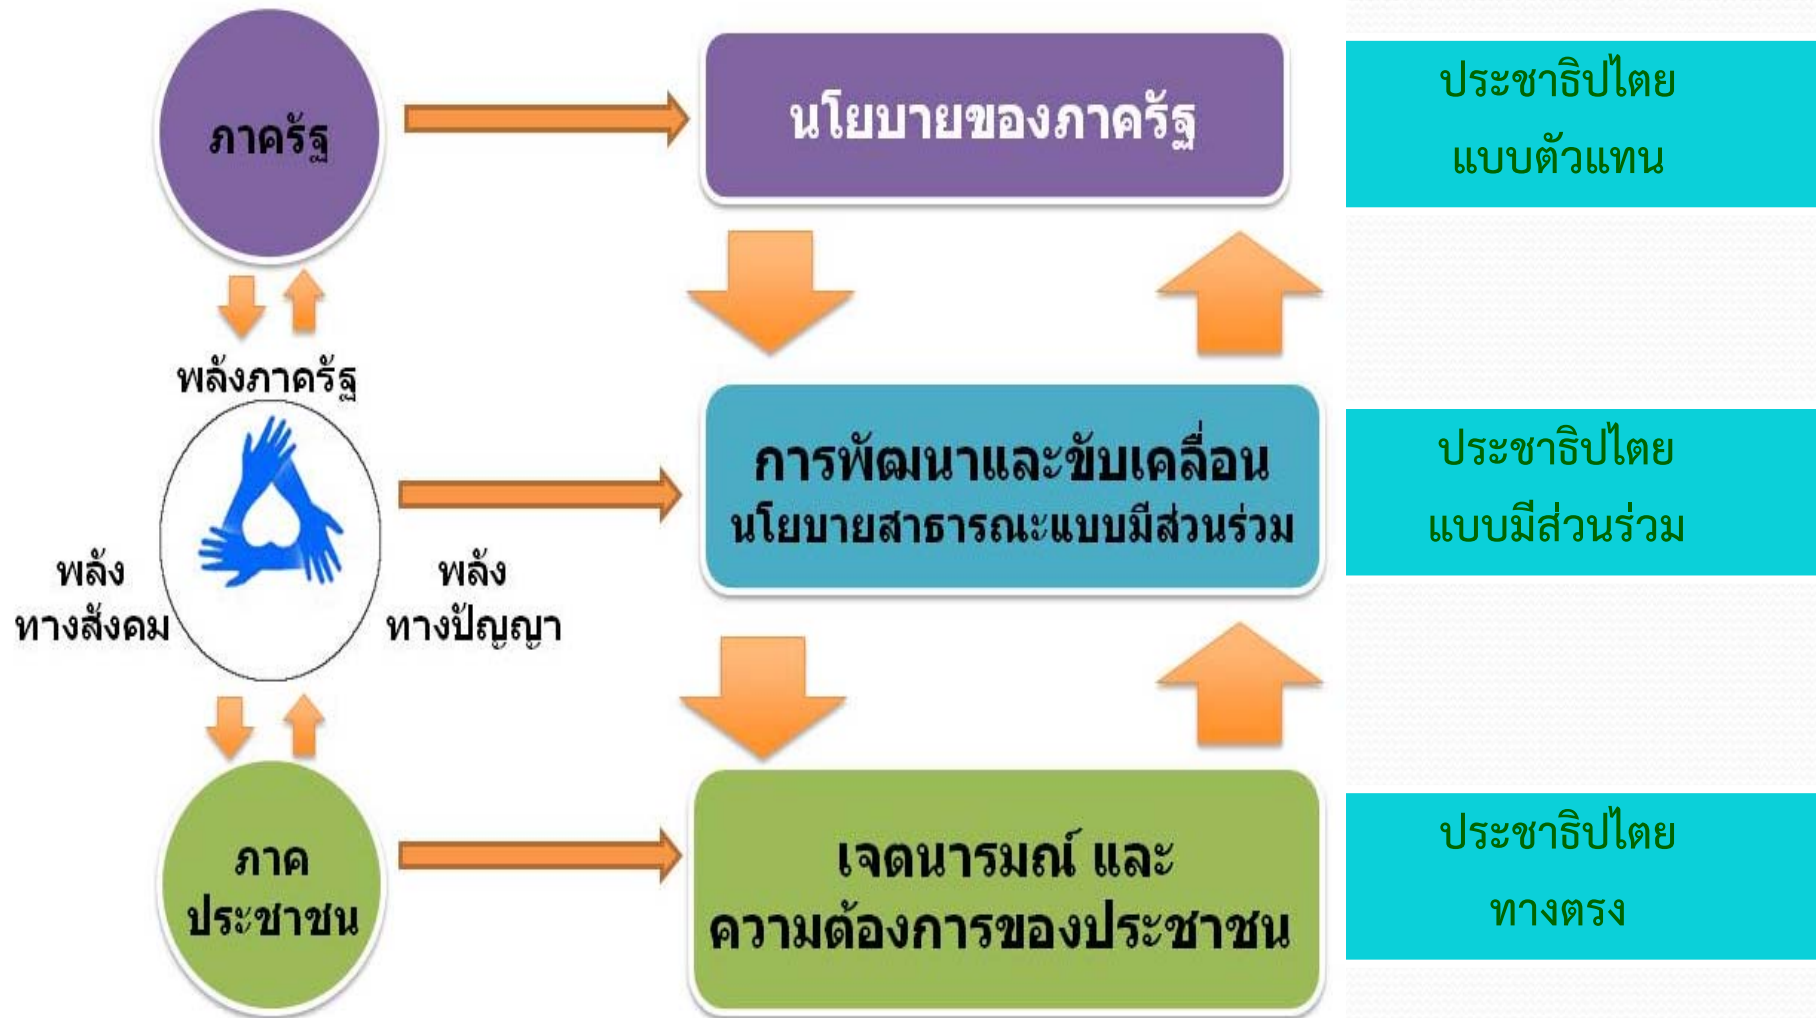 ภาครัฐ
นโยบายของภาครัฐ
ประชาธิปไตย
แบบตัวแทน
พลังภาครัฐ
พลัง
ทางสังคม
พลัง
ทางปัญญา
การพัฒนาและขับเคลื่อน
นโยบายสาธารณะแบบมีส่วนร่วม
ประชาธิปไตย
แบบมีส่วนร่วม
ภาค
ประชาชน
เจตนารมณ์ และ
ความต้องการของประชาชน
ประชาธิปไตย
ทางตรง